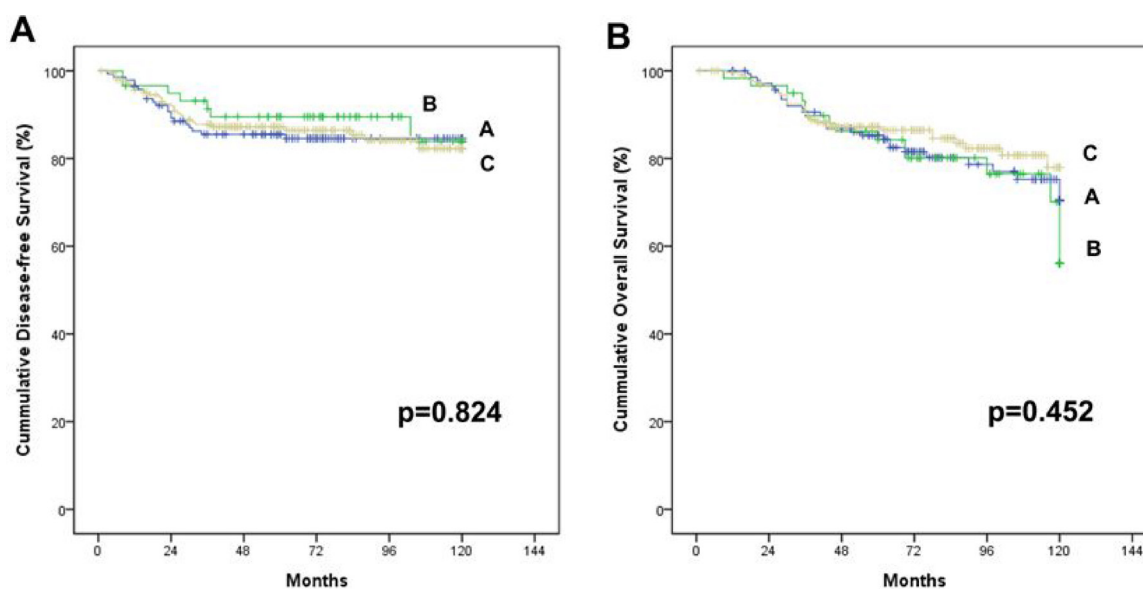 A
Cummulative Disease-free Survival (%)
100
80
60
40
20
0
B
A
C
p=0.824
0 24 48 72 96 120 144
Months
B
Cummulative Overall Survival (%)
100
80
60
40
20
0
C
A
B
p=0.452
0 24 48 72 96 120 144
Months